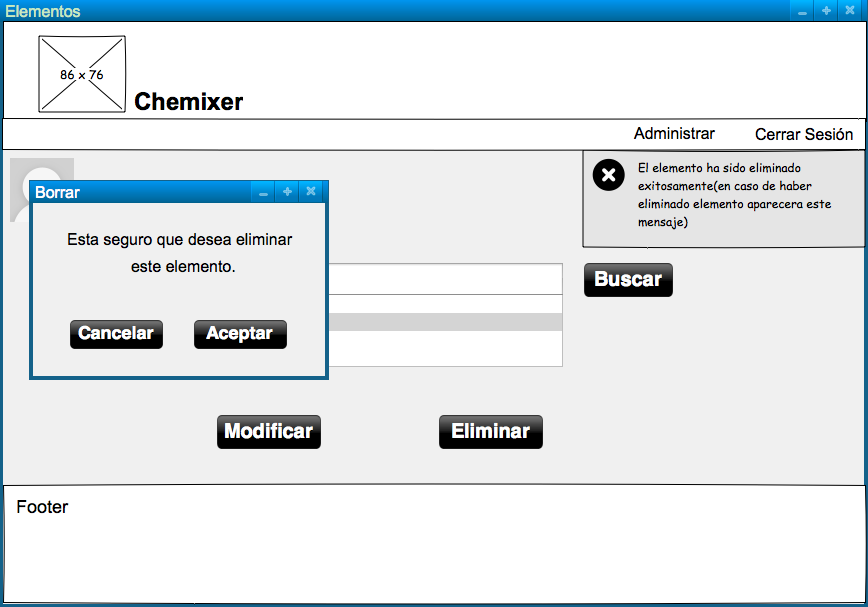 Elementos
86 x 76
Chemixer
Administrar
Cerrar Sesión
El elemento ha sido eliminado
exitosamente(en caso de haber
eliminado elemento aparecera este
mensaje)
Borrar
Esta seguro que desea eliminar
este elemento.
Cancelar
Aceptar
Buscar
Modificar
Eliminar
Footer